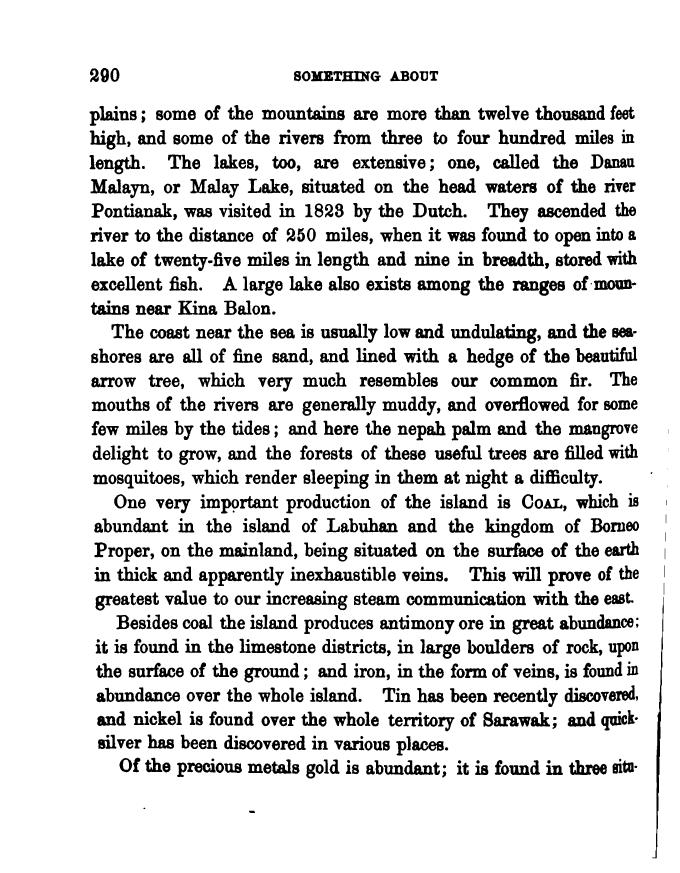 290 SOMETHING ABOUT
plains; some of the mountains are more than twelve thousand feet
high, and some of the rivers from three to four hundred miles in
length. The lakes, too, are extensive; one, called the Danau
Malayn, or Malay Lake, situated on the head waters of the river
Pontianak, was visited in 1823 by the Dutch. They ascended the
river to the distance of 250 miles, when it was found to open into a
lake of twenty-five miles in length and nine in breadth, stored with
excellent fish. A large lake also exists among the ranges of moun-
tains near Kina Balon.
The coast near the sea is usually low and undulating, and the sea-
shores are all of fine sand, and lined with a hedge of the beautiful
arrow tree, which very much resembles our common fir. The
mouths of the rivers are generally muddy, and overflowed for some
few miles by the tides; and here the nepah palm and the mangrove
delight to grow, and the forests of these useful trees are filled with
mosquitoes, which render sleeping in them at night a difficulty.
One very important production of the island is COAL, which is
abundant in the island of Labuhan and the kingdom of Borneo
Proper, on the mainland, being situated on the surface of the earth
in thick and apparently inexhaustible veins. This will prove of the
greatest value to our increasing steam communication with the east.
Besides coal the island produces antimony ore in great abundance;
it is found in the limestone districts, in large boulders of rock, upon
the surface of the ground; and iron, in the form of veins, is found in
abundance over the whole island. Tin has been recently discovered,
and nickel is found over the whole territory of Sarawak; and quick-
silver has been discovered in various places.
Of the precious metals gold is abundant; it is found in three situ-